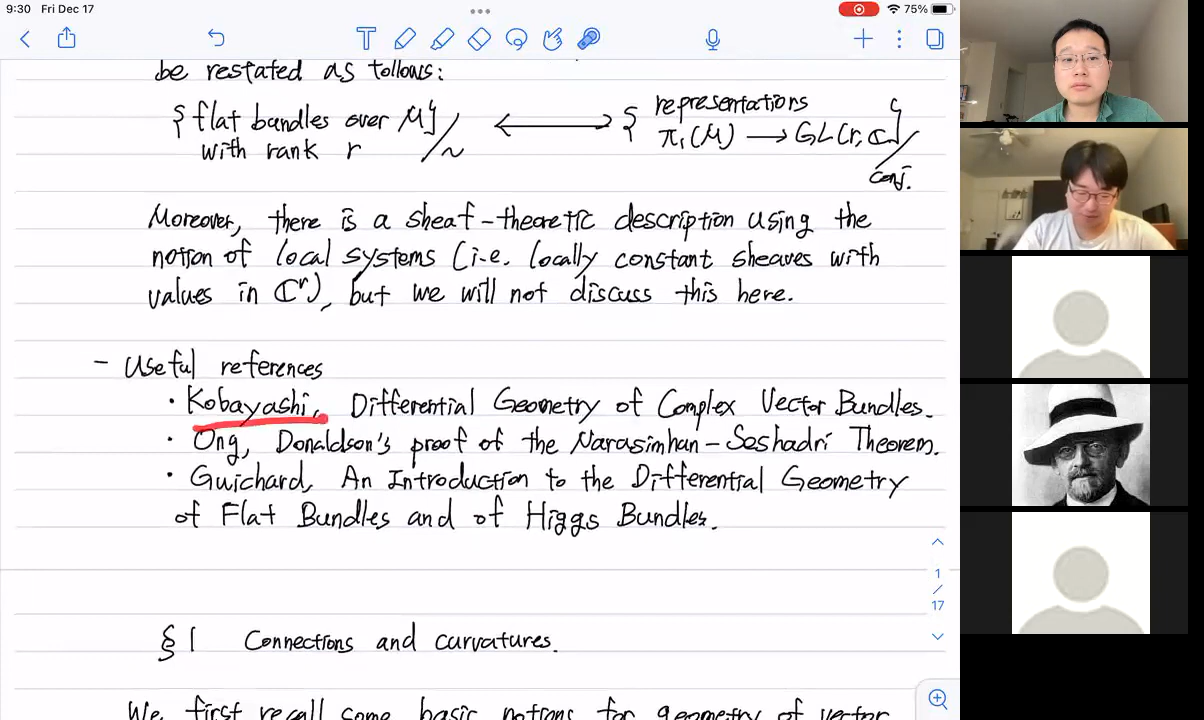 9:30 Fri Dec 17
75%
be restated as follows:
{ flat bundles over M } / ~ ⟷ { representations
with rank r π₁(M) ⟶ GL(r, ℂ) } / conj.
Moreover, there is a sheaf-theoretic description using the
notion of local systems (i.e. locally constant sheaves with
values in ℂʳ), but we will not discuss this here.
- Useful references
· Kobayashi, Differential Geometry of Complex Vector Bundles.
· Ong, Donaldson's proof of the Narasimhan-Seshadri Theorem.
· Guichard, An Introduction to the Differential Geometry
of Flat Bundles and of Higgs Bundles.
1
/
17
§1 Connections and curvatures.
We first recall some basic notions for geometry of vector